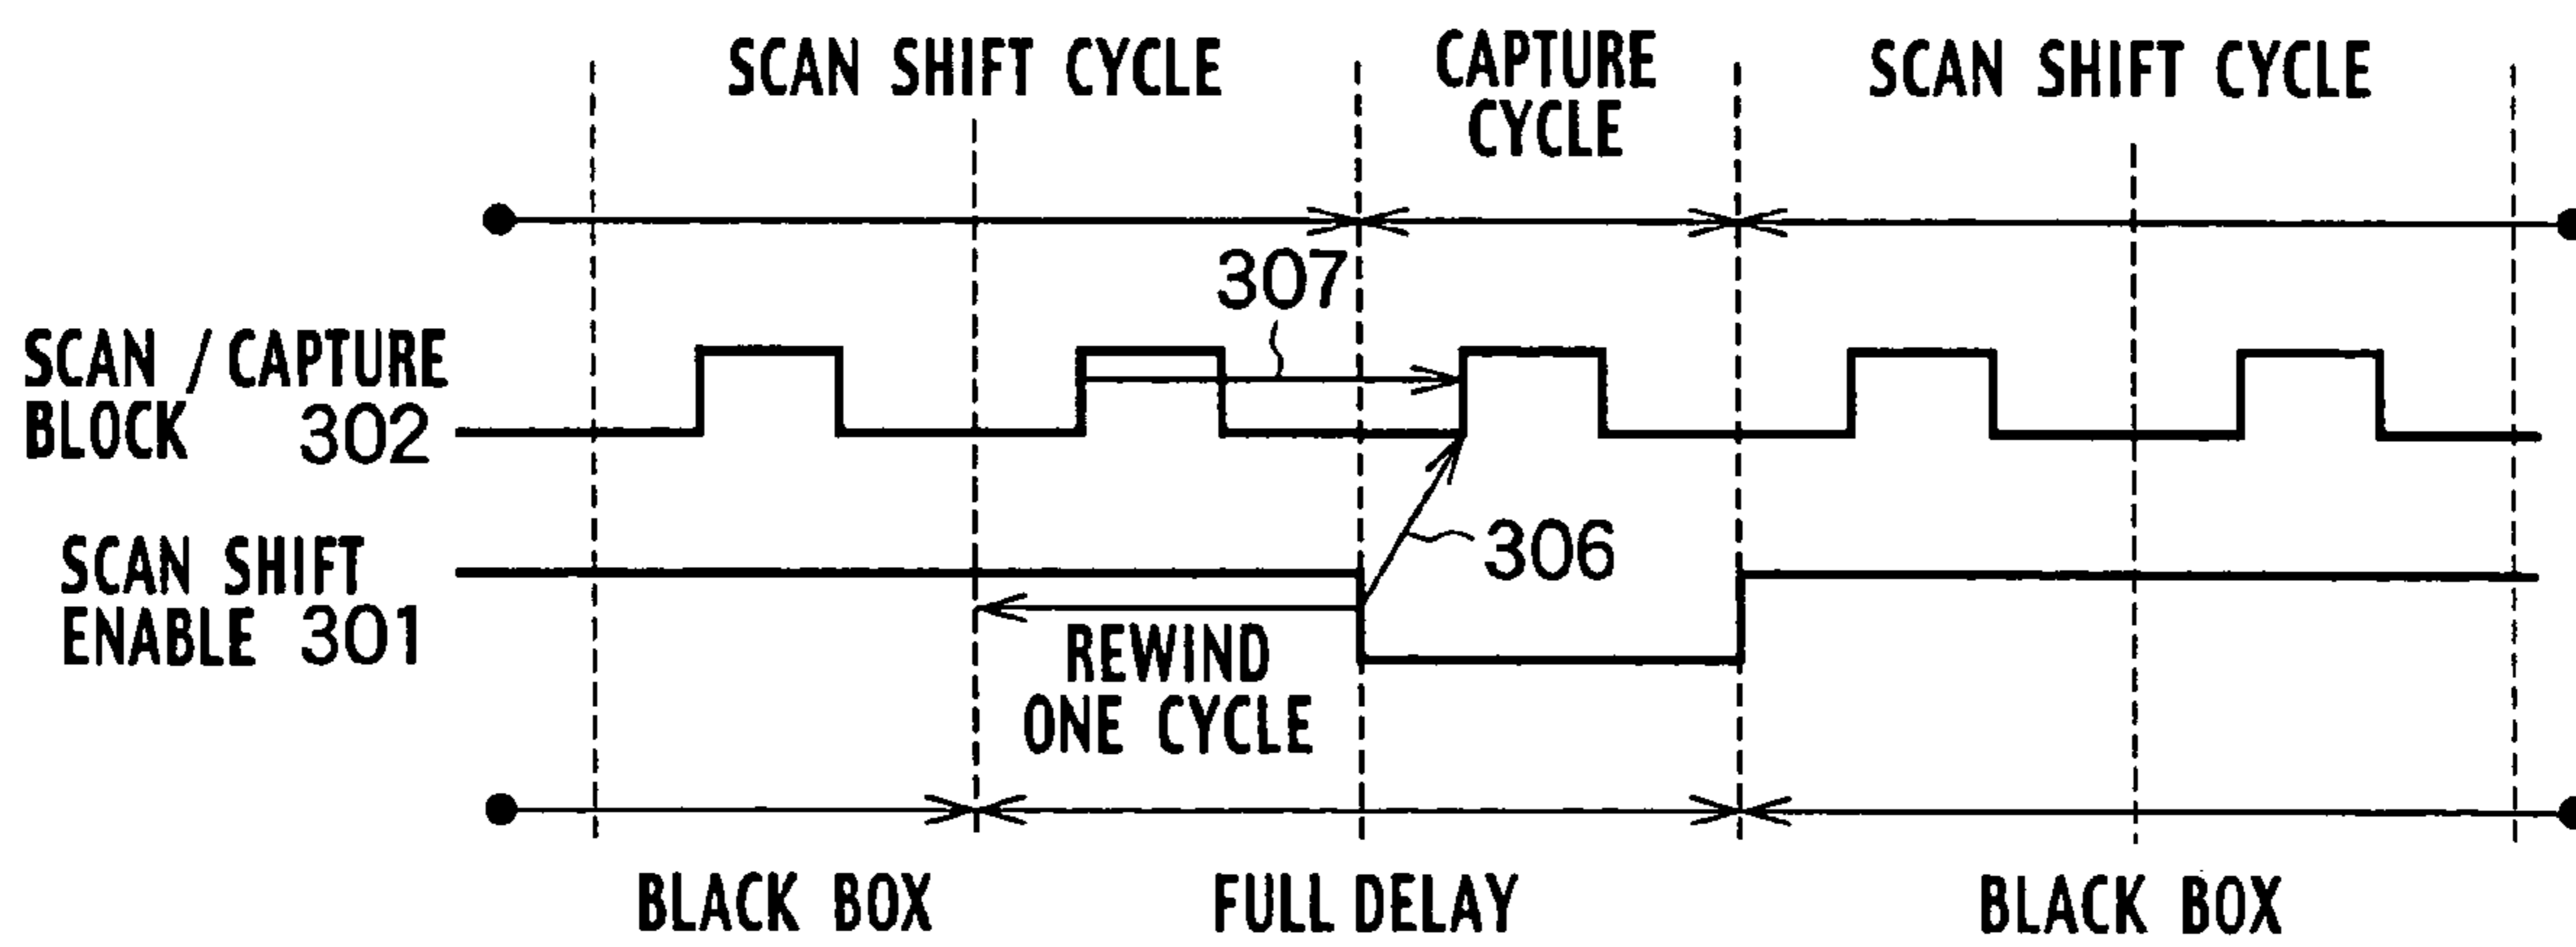 SCAN SHIFT CYCLE
CAPTURE
CYCLE
SCAN SHIFT CYCLE
307
SCAN / CAPTURE
BLOCK 302
306
SCAN SHIFT
ENABLE 301
REWIND
ONE CYCLE
BLACK BOX
FULL DELAY
BLACK BOX